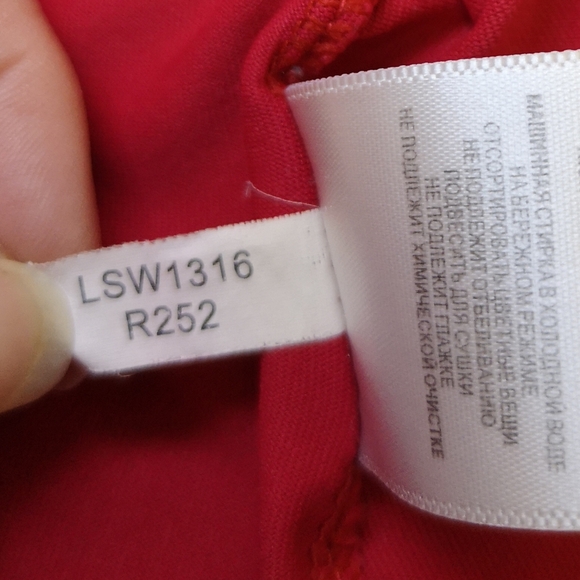 LSW1316
R252
МАШИННАЯ СТИРКА В ХОЛОДНОЙ ВОДЕ
НА БЕРЕЖНОМ РЕЖИМЕ
ОТСОРТИРОВАТЬ ЦВЕТНЫЕ ВЕЩИ
НЕ ПОДЛЕЖИТ ОТБЕЛИВАНИЮ
ПОДВЕСИТЬ ДЛЯ СУШКИ
НЕ ПОДЛЕЖИТ ГЛАЖКЕ
НЕ ПОДЛЕЖИТ ХИМИЧЕСКОЙ ОЧИСТКЕ